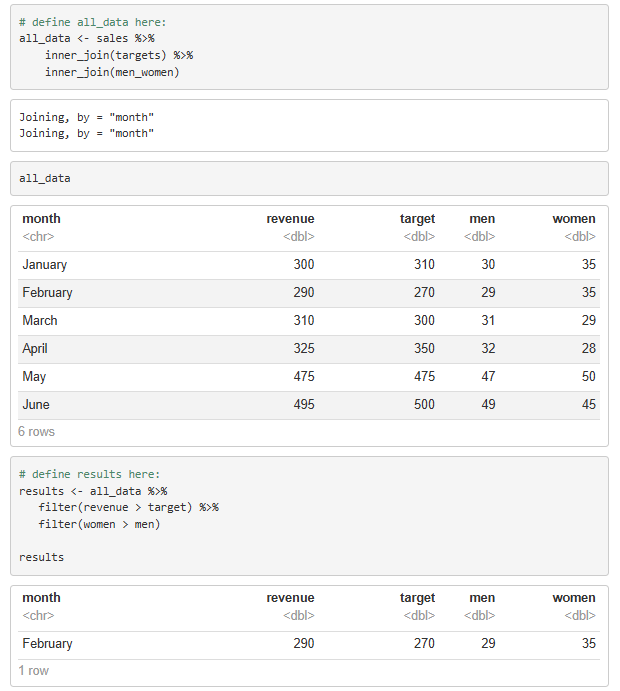 # define all_data here:
all_data <- sales %>%
    inner_join(targets) %>%
    inner_join(men_women)
Joining, by = "month"
Joining, by = "month"
all_data
month revenue target men women
<chr> <dbl> <dbl> <dbl> <dbl>
January 300 310 30 35
February 290 270 29 35
March 310 300 31 29
April 325 350 32 28
May 475 475 47 50
June 495 500 49 45
6 rows
# define results here:
results <- all_data %>%
   filter(revenue > target) %>%
   filter(women > men)
results
month revenue target men women
<chr> <dbl> <dbl> <dbl> <dbl>
February 290 270 29 35
1 row